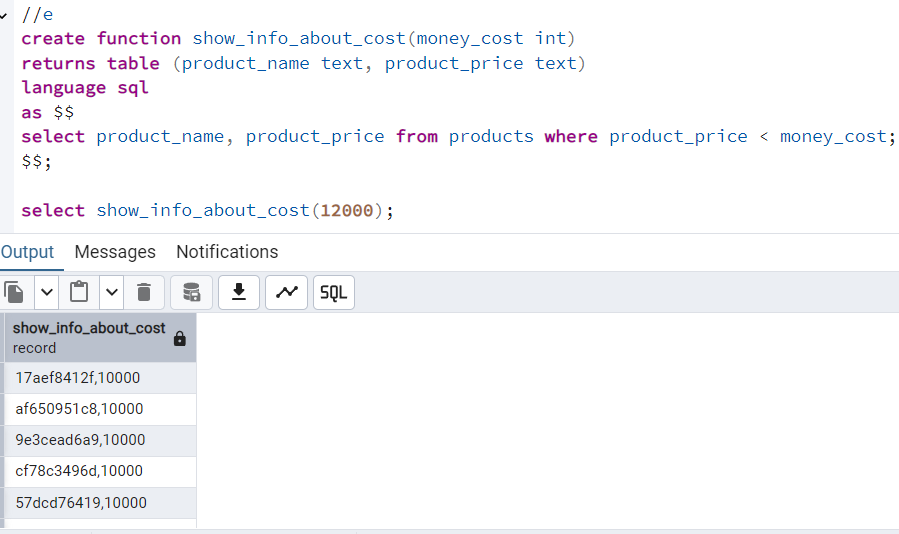 //e
create function show_info_about_cost(money_cost int)
returns table (product_name text, product_price text)
language sql
as $$
select product_name, product_price from products where product_price < money_cost;
$$;
select show_info_about_cost(12000);
Output Messages Notifications
SQL
show_info_about_cost
record
17aef8412f,10000
af650951c8,10000
9e3cead6a9,10000
cf78c3496d,10000
57dcd76419,10000